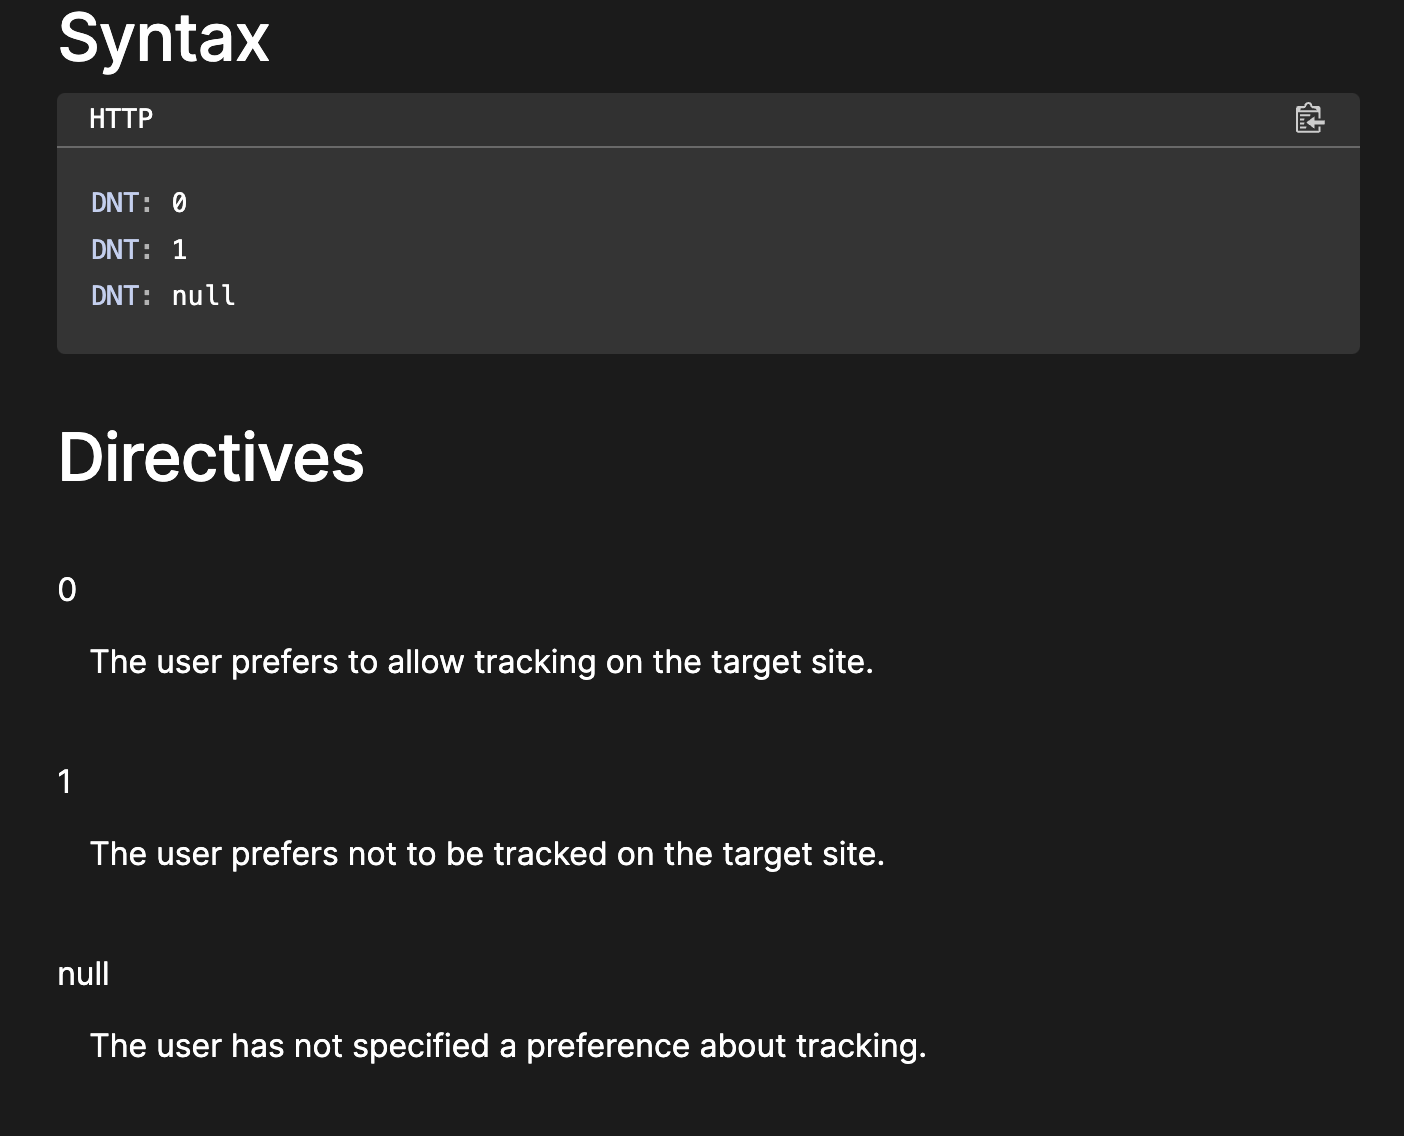 Syntax
HTTP
DNT: 0
DNT: 1
DNT: null
Directives
0
The user prefers to allow tracking on the target site.
1
The user prefers not to be tracked on the target site.
null
The user has not specified a preference about tracking.